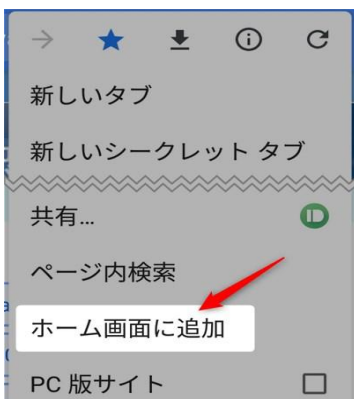 新しいタブ
新しいシークレット タブ
共有...
ページ内検索
ホーム画面に追加
PC 版サイト